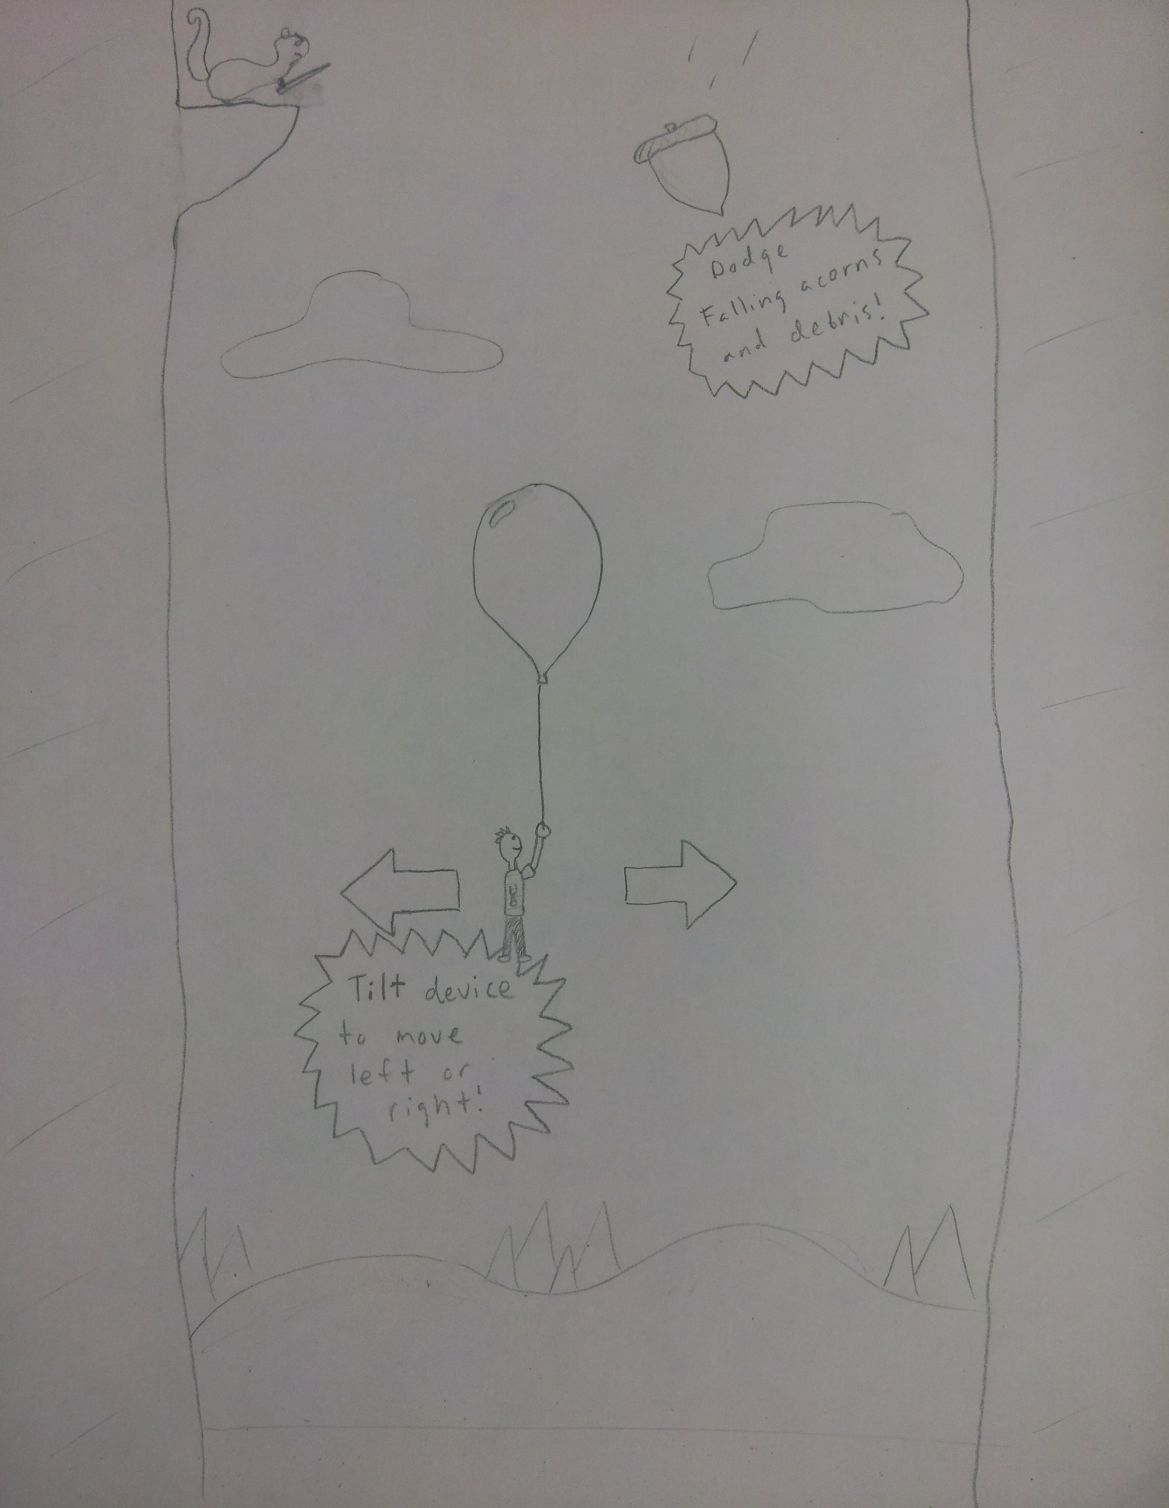 Dodge
Falling acorns
and debris!
Tilt device
to move
left or
right!